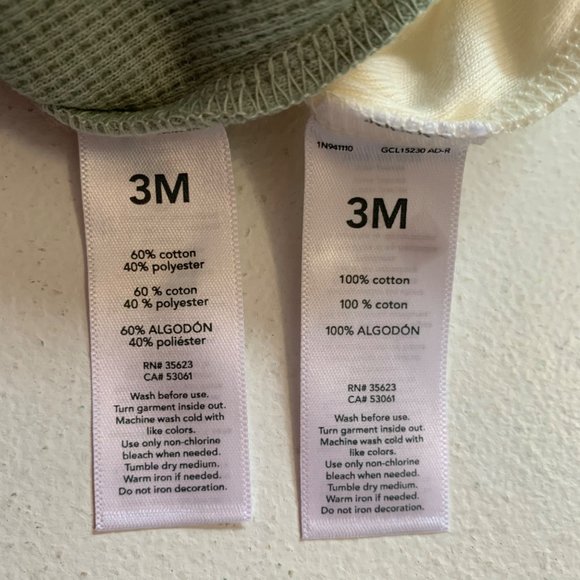 3M
60% cotton
40% polyester
60 % coton
40 % polyester
60% ALGODÓN
40% poliéster
RN# 35623
CA# 53061
Wash before use.
Turn garment inside out.
Machine wash cold with
like colors.
Use only non-chlorine
bleach when needed.
Tumble dry medium.
Warm iron if needed.
Do not iron decoration.
1N941110 GCL15230 AD-R
3M
100% cotton
100 % coton
100% ALGODÓN
RN# 35623
CA# 53061
Wash before use.
Turn garment inside out.
Machine wash cold with
like colors.
Use only non-chlorine
bleach when needed.
Tumble dry medium.
Warm iron if needed.
Do not iron decoration.